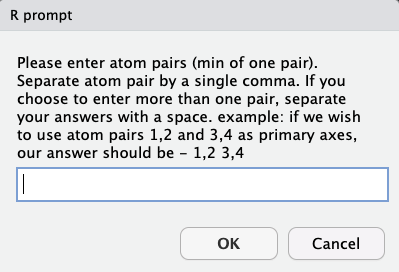 R prompt
Please enter atom pairs (min of one pair).
Separate atom pair by a single comma. If you
choose to enter more than one pair, separate
your answers with a space. example: if we wish
to use atom pairs 1,2 and 3,4 as primary axes,
our answer should be - 1,2 3,4
OK
Cancel